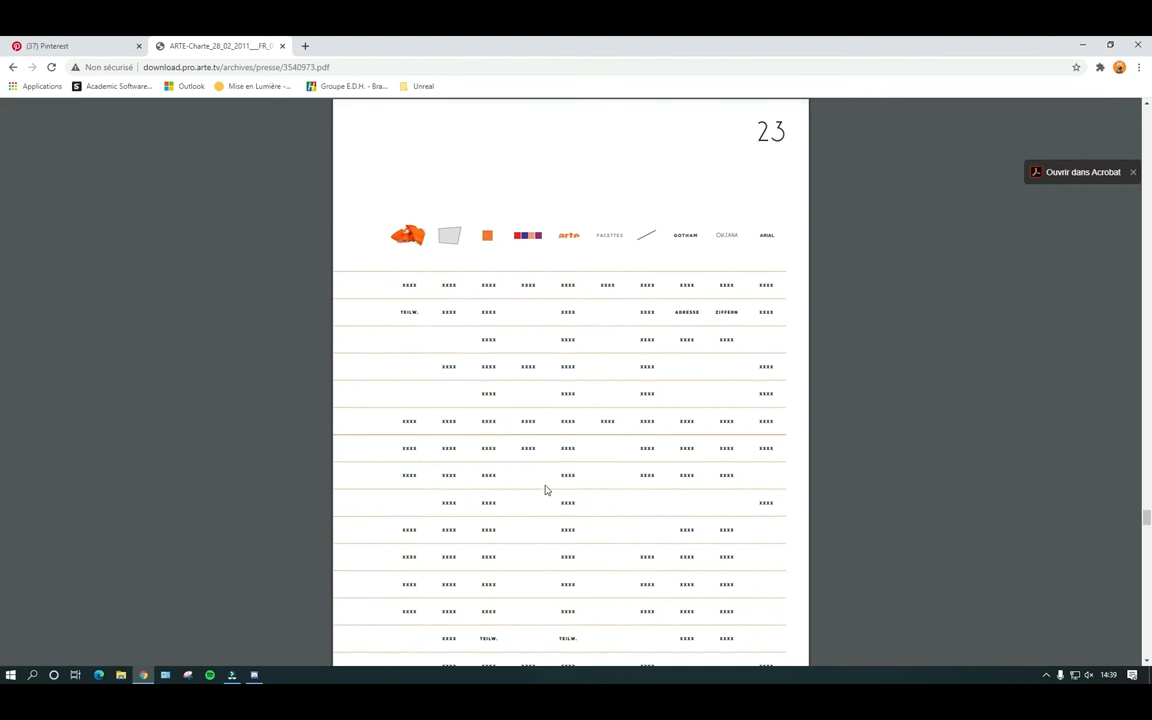 (37) Pinterest
ARTE-Charte_28_02_2011___FR_
Non sécurisé
download.pro.arte.tv/archives/presse/3540973.pdf
Applications Academic Software... Outlook Mise en Lumière -... Groupe E.D.H. - Bra... Unreal
23
Ouvrir dans Acrobat
arte FACETTES GOTHAM OKIANA ARIAL
XXXX XXXX XXXX XXXX XXXX XXXX XXXX XXXX XXXX XXXX
TEILW. XXXX XXXX XXXX XXXX ADRESSE ZIFFERN XXXX
XXXX XXXX XXXX XXXX XXXX
XXXX XXXX XXXX XXXX XXXX XXXX
XXXX XXXX XXXX
XXXX XXXX XXXX XXXX XXXX XXXX XXXX XXXX XXXX XXXX
XXXX XXXX XXXX XXXX XXXX XXXX XXXX XXXX XXXX
XXXX XXXX XXXX XXXX XXXX XXXX XXXX
XXXX XXXX XXXX XXXX
XXXX XXXX XXXX XXXX XXXX XXXX
XXXX XXXX XXXX XXXX XXXX XXXX XXXX
XXXX XXXX XXXX XXXX XXXX XXXX XXXX
XXXX XXXX XXXX XXXX XXXX XXXX XXXX
XXXX TEILW. TEILW. XXXX XXXX
14:39